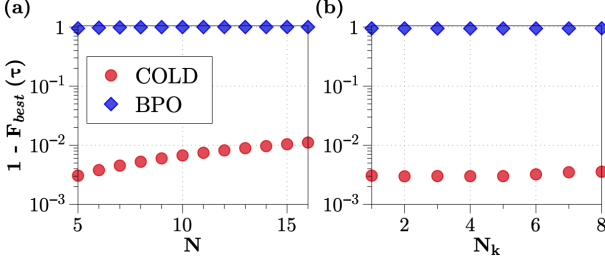 (a)
(b)
1 - F_best (τ)
1
10⁻¹
10⁻²
10⁻³
COLD
BPO
5
10
15
N
1
10⁻¹
10⁻²
10⁻³
2
4
6
8
N_k